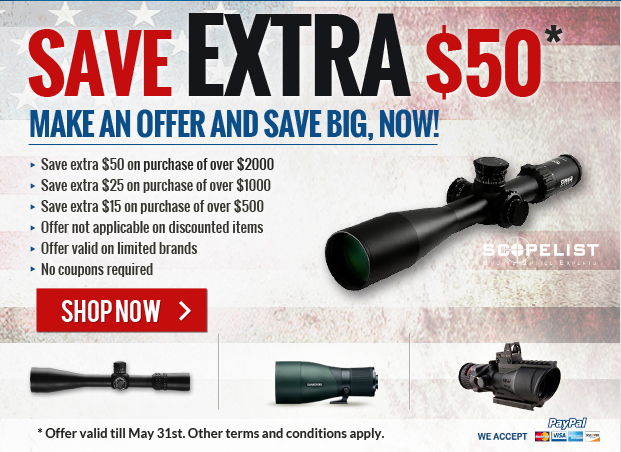 SAVE EXTRA $50*
MAKE AN OFFER AND SAVE BIG, NOW!
Save extra $50 on purchase of over $2000
Save extra $25 on purchase of over $1000
Save extra $15 on purchase of over $500
Offer not applicable on discounted items
Offer valid on limited brands
No coupons required
SCOPELIST
SHOP NOW >
* Offer valid till May 31st. Other terms and conditions apply.
PayPal
WE ACCEPT VISA